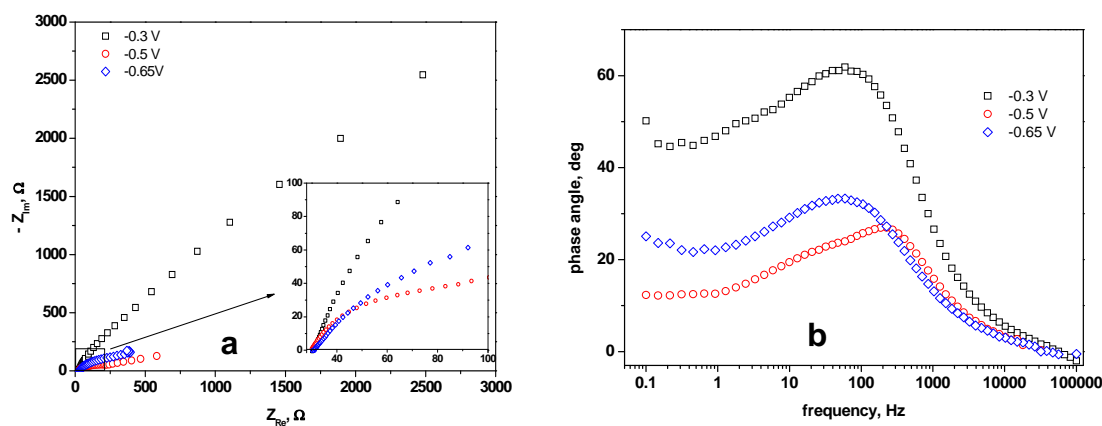 3000
2500
2000
1500
1000
500
0
- Z_Im, Ω
-0.3 V
-0.5 V
-0.65V
100
80
60
40
20
0
40 60 80 100
a
0 500 1000 1500 2000 2500 3000
Z_Re, Ω
60
40
20
0
phase angle, deg
-0.3 V
-0.5 V
-0.65 V
b
0.1 1 10 100 1000 10000 100000
frequency, Hz